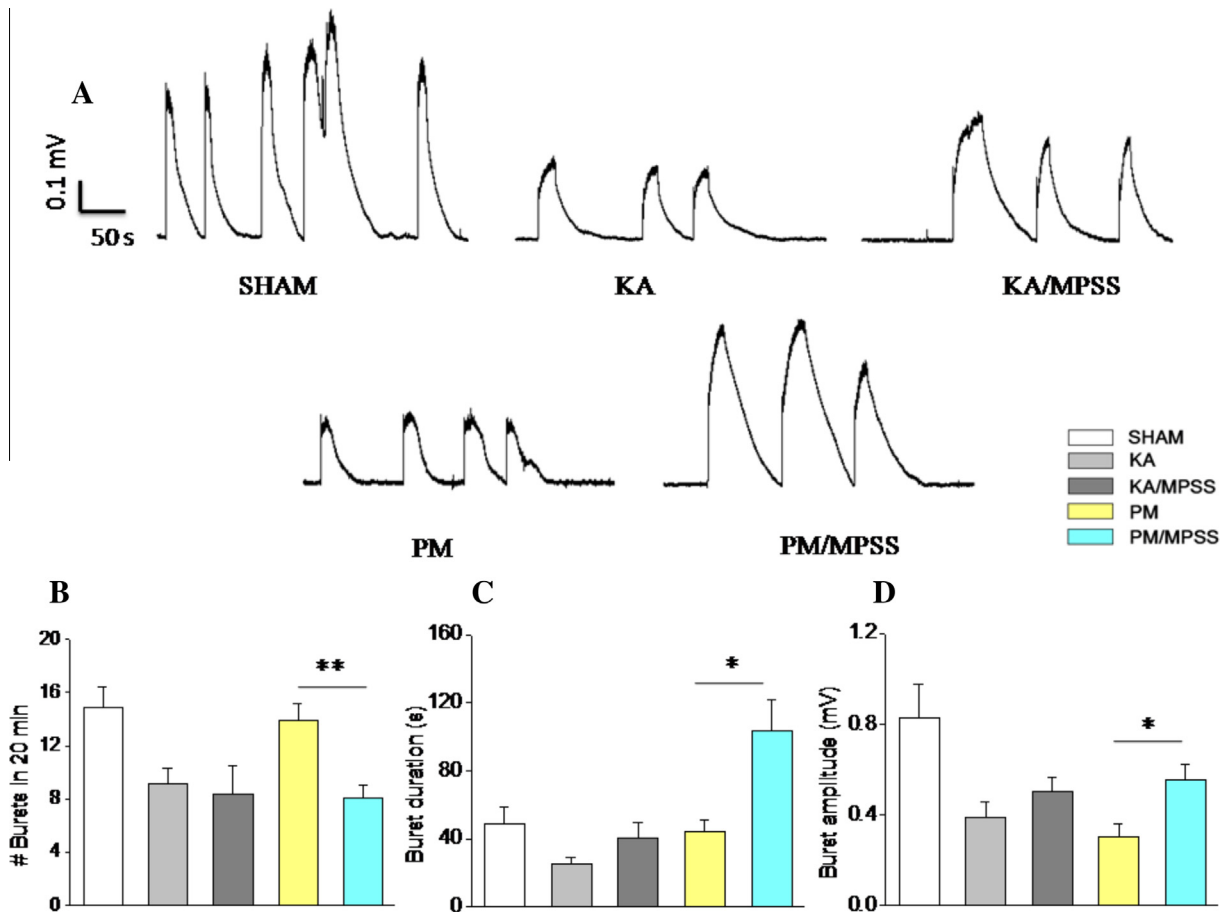 A
0.1 mV
50 s
SHAM
KA
KA/MPSS
PM
PM/MPSS
SHAM
KA
KA/MPSS
PM
PM/MPSS
B
# Bursts in 20 min
20
16
12
8
4
0
**
C
Burst duration (s)
160
120
80
40
0
*
D
Burst amplitude (mV)
1.2
0.8
0.4
0.0
*